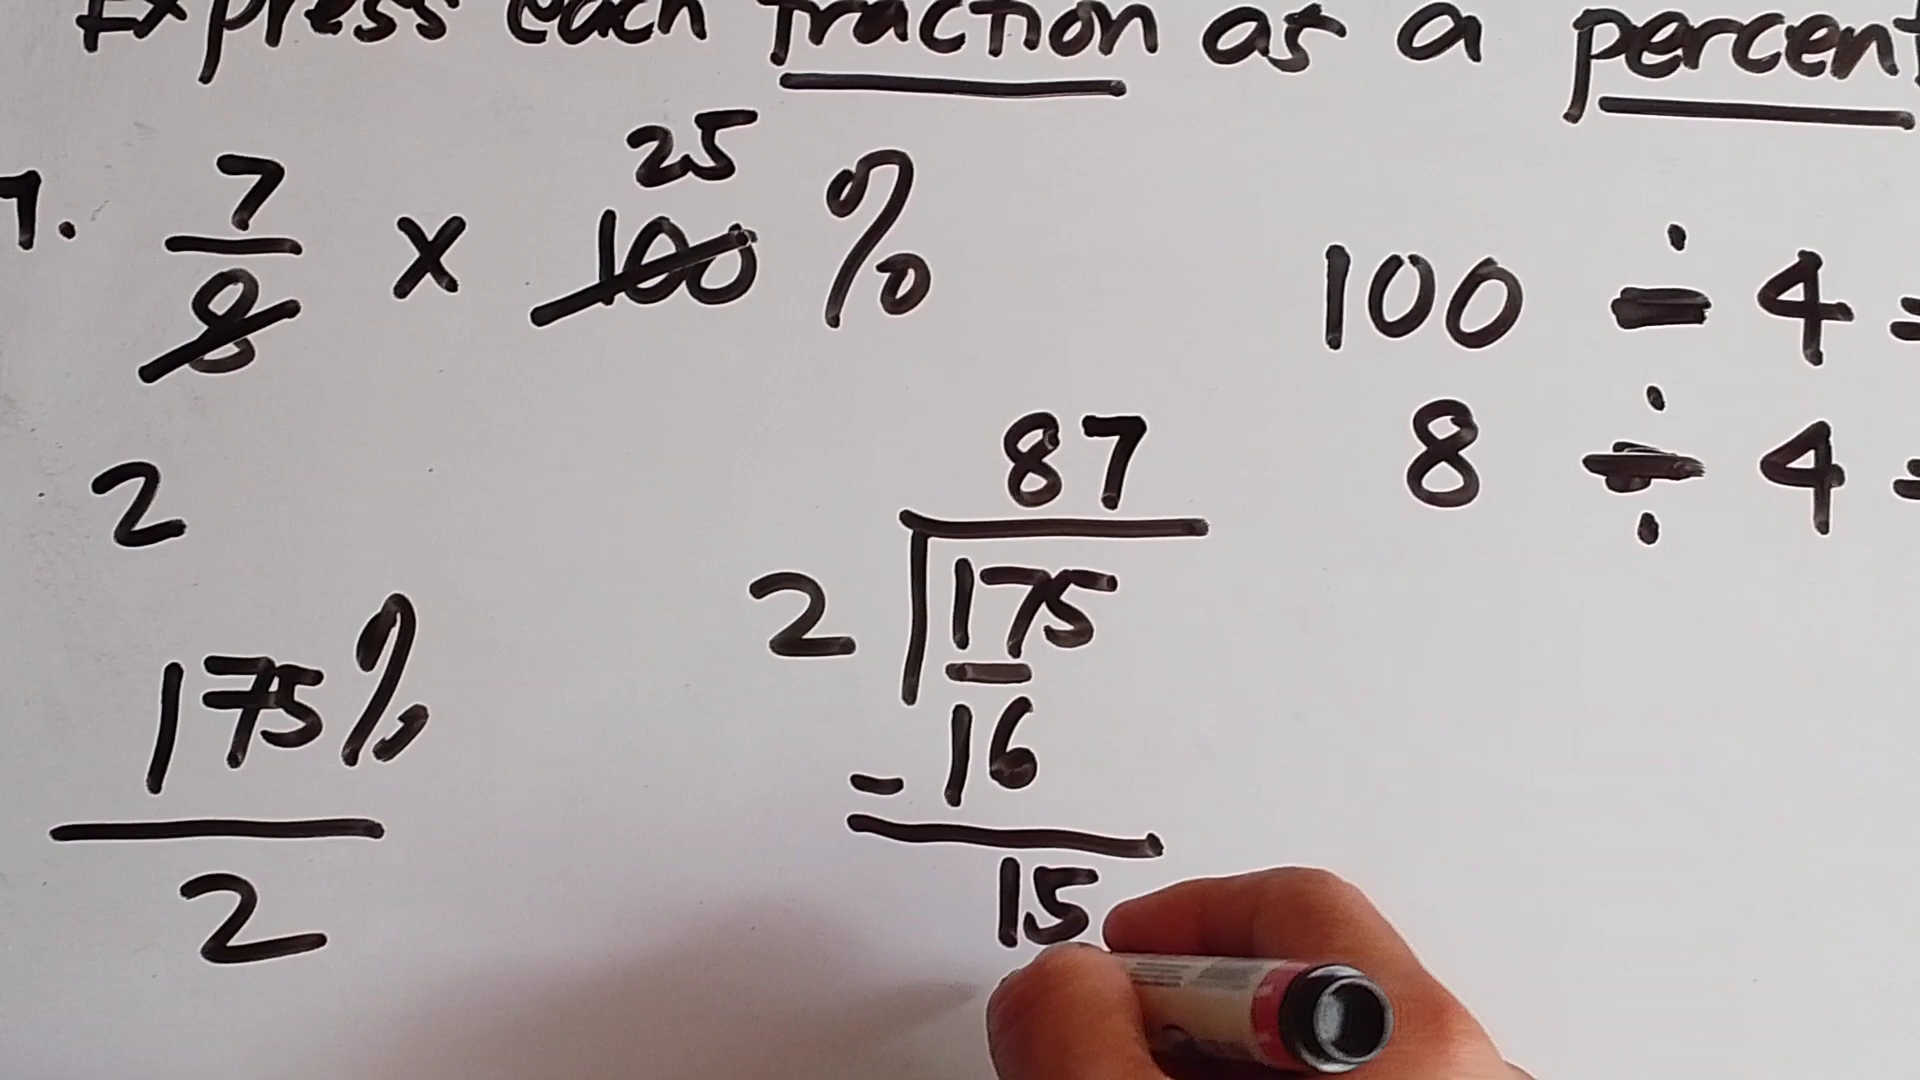 Express each fraction as a percent
7. 7/8 × 100 % 25
100 ÷ 4 =
8 ÷ 4 =
2
87
2 175
175%
- 16
2
15